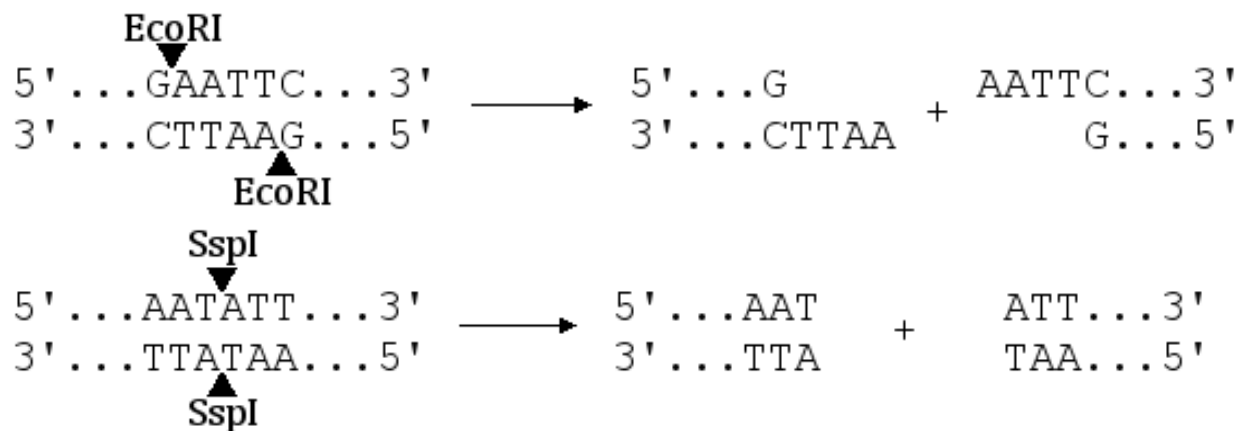 EcoRI
5'...GAATTC...3' 5'...G + AATTC...3'
3'...CTTAAG...5' 3'...CTTAA G...5'
EcoRI
SspI
5'...AATATT...3' 5'...AAT + ATT...3'
3'...TTATAA...5' 3'...TTA TAA...5'
SspI